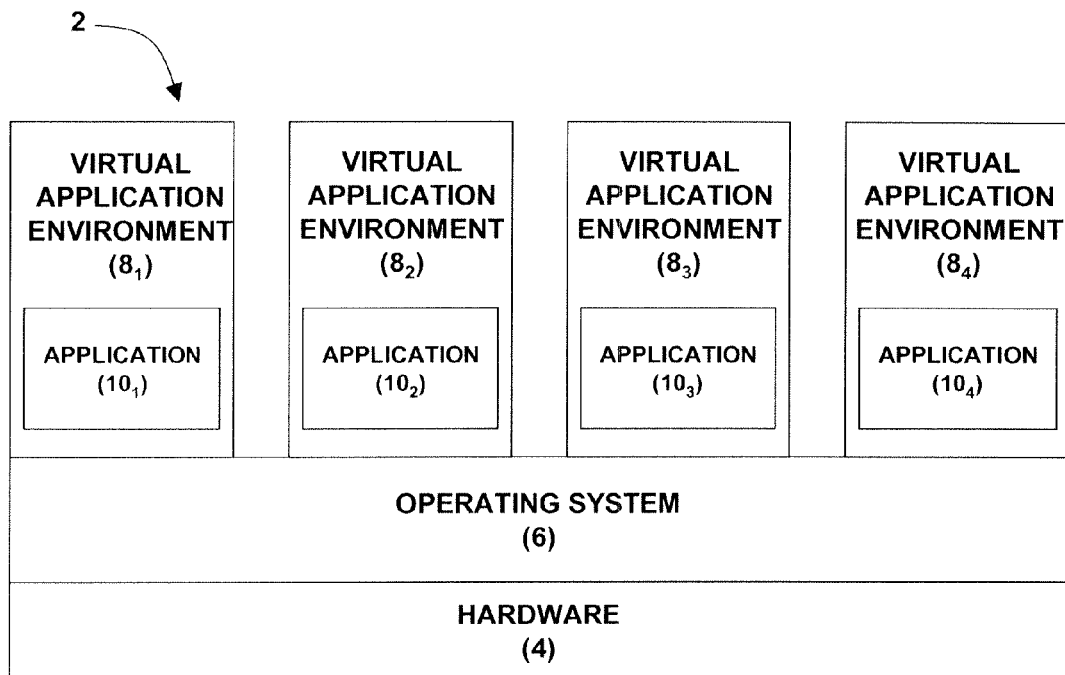 2
VIRTUAL
APPLICATION
ENVIRONMENT
(8₁)
APPLICATION
(10₁)
VIRTUAL
APPLICATION
ENVIRONMENT
(8₂)
APPLICATION
(10₂)
VIRTUAL
APPLICATION
ENVIRONMENT
(8₃)
APPLICATION
(10₃)
VIRTUAL
APPLICATION
ENVIRONMENT
(8₄)
APPLICATION
(10₄)
OPERATING SYSTEM
(6)
HARDWARE
(4)